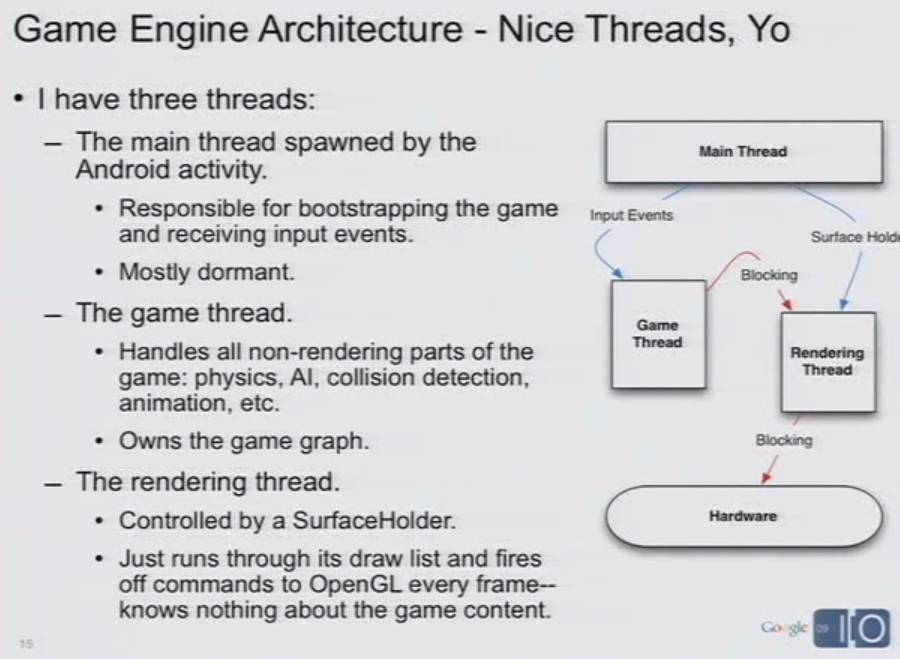 Game Engine Architecture - Nice Threads, Yo
• I have three threads:
– The main thread spawned by the
Android activity.
• Responsible for bootstrapping the game
and receiving input events.
• Mostly dormant.
– The game thread.
• Handles all non-rendering parts of the
game: physics, AI, collision detection,
animation, etc.
• Owns the game graph.
– The rendering thread.
• Controlled by a SurfaceHolder.
• Just runs through its draw list and fires
off commands to OpenGL every frame--
knows nothing about the game content.
Main Thread
Input Events
Surface Holde
Blocking
Game
Thread
Rendering
Thread
Blocking
Hardware
15
Google 09 I/O